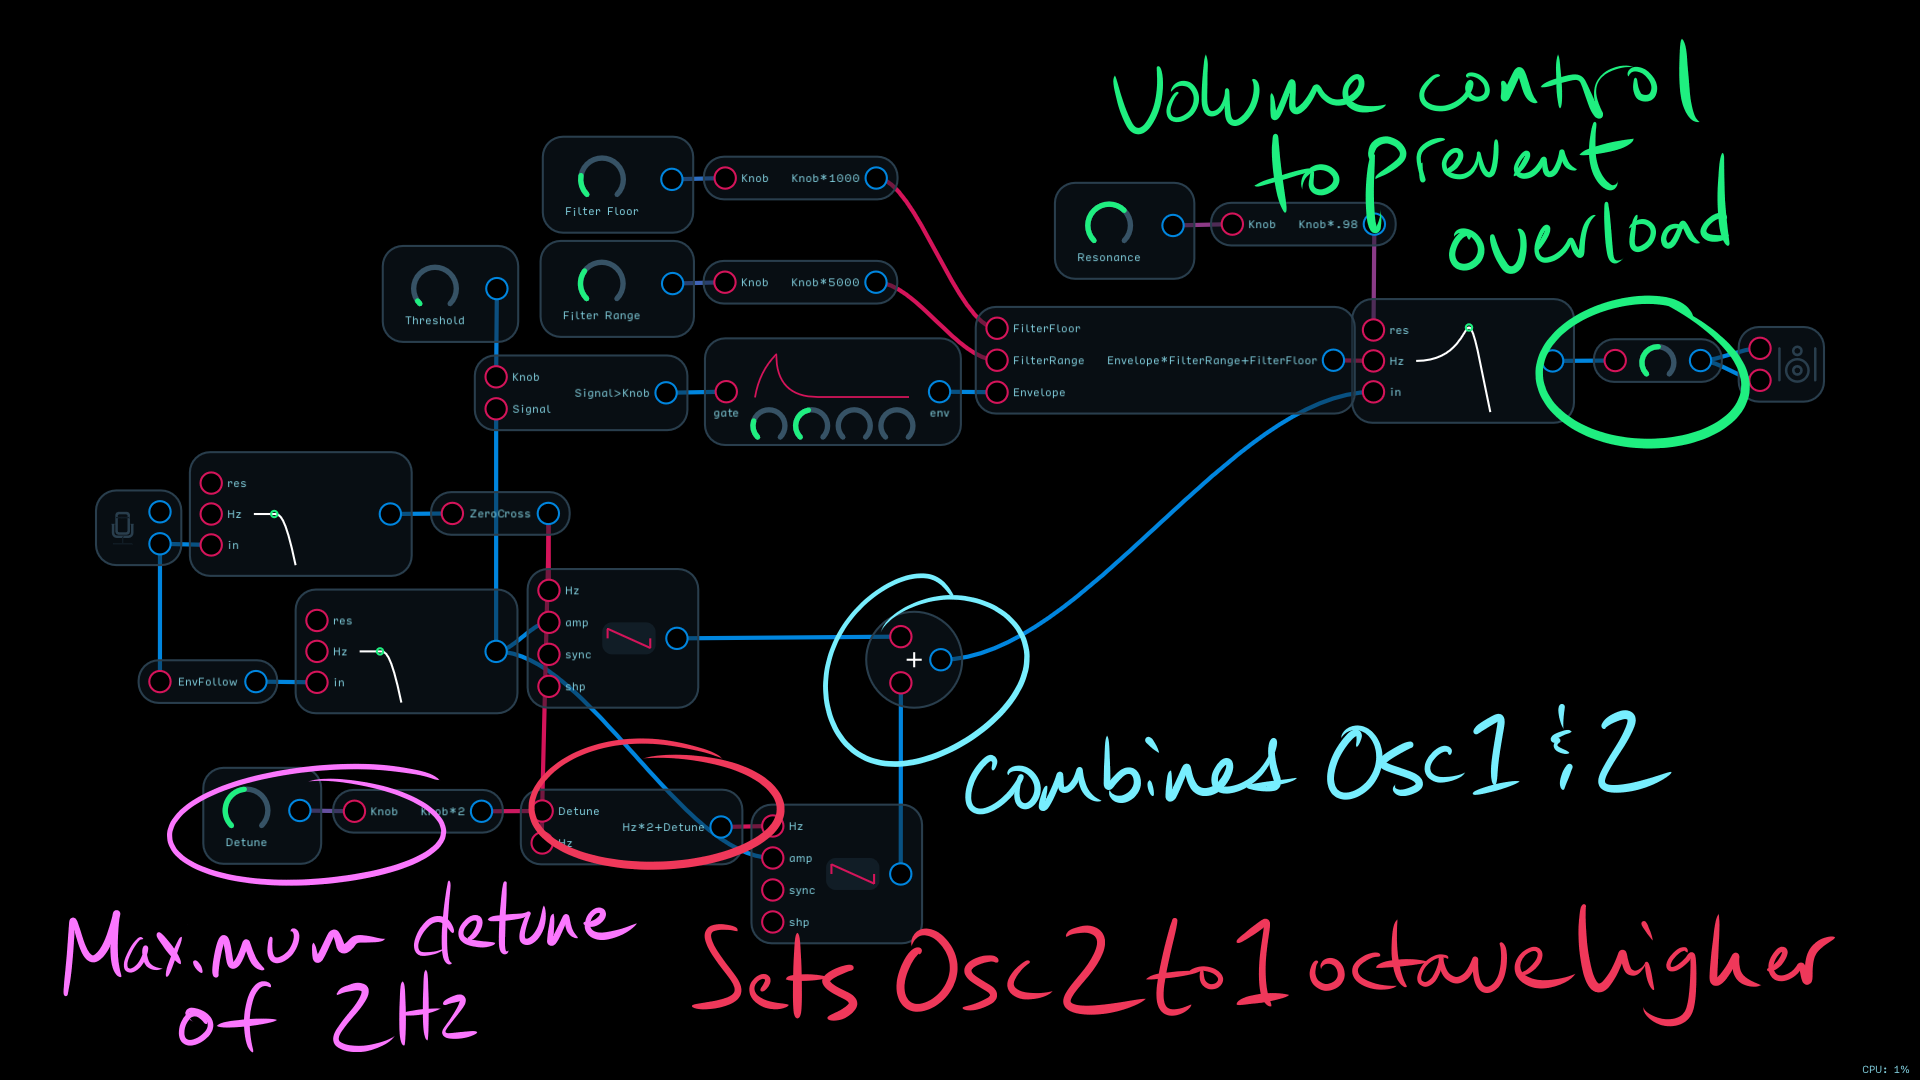 Volume control
to prevent
overload
Filter Floor
Knob Knob*1000
Resonance
Knob Knob*.98
Filter Range
Knob Knob*5000
Threshold
Knob
Signal
Signal>Knob
gate
env
FilterFloor
FilterRange
Envelope
Envelope*FilterRange+FilterFloor
res
Hz
in
res
Hz
in
ZeroCross
EnvFollow
res
Hz
in
Hz
amp
sync
shp
+
Combines Osc1 & 2
Detune
Knob Knob*2
Detune
Hz
Hz*2+Detune
Hz
amp
sync
shp
Maximum detune
of 2Hz
Sets Osc2 to 1 octave higher
CPU: 1%